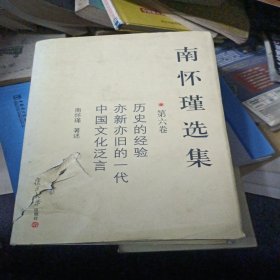 南怀瑾选集
第六卷
历史的经验
亦新亦旧的一代
中国文化泛言
南怀瑾 著述